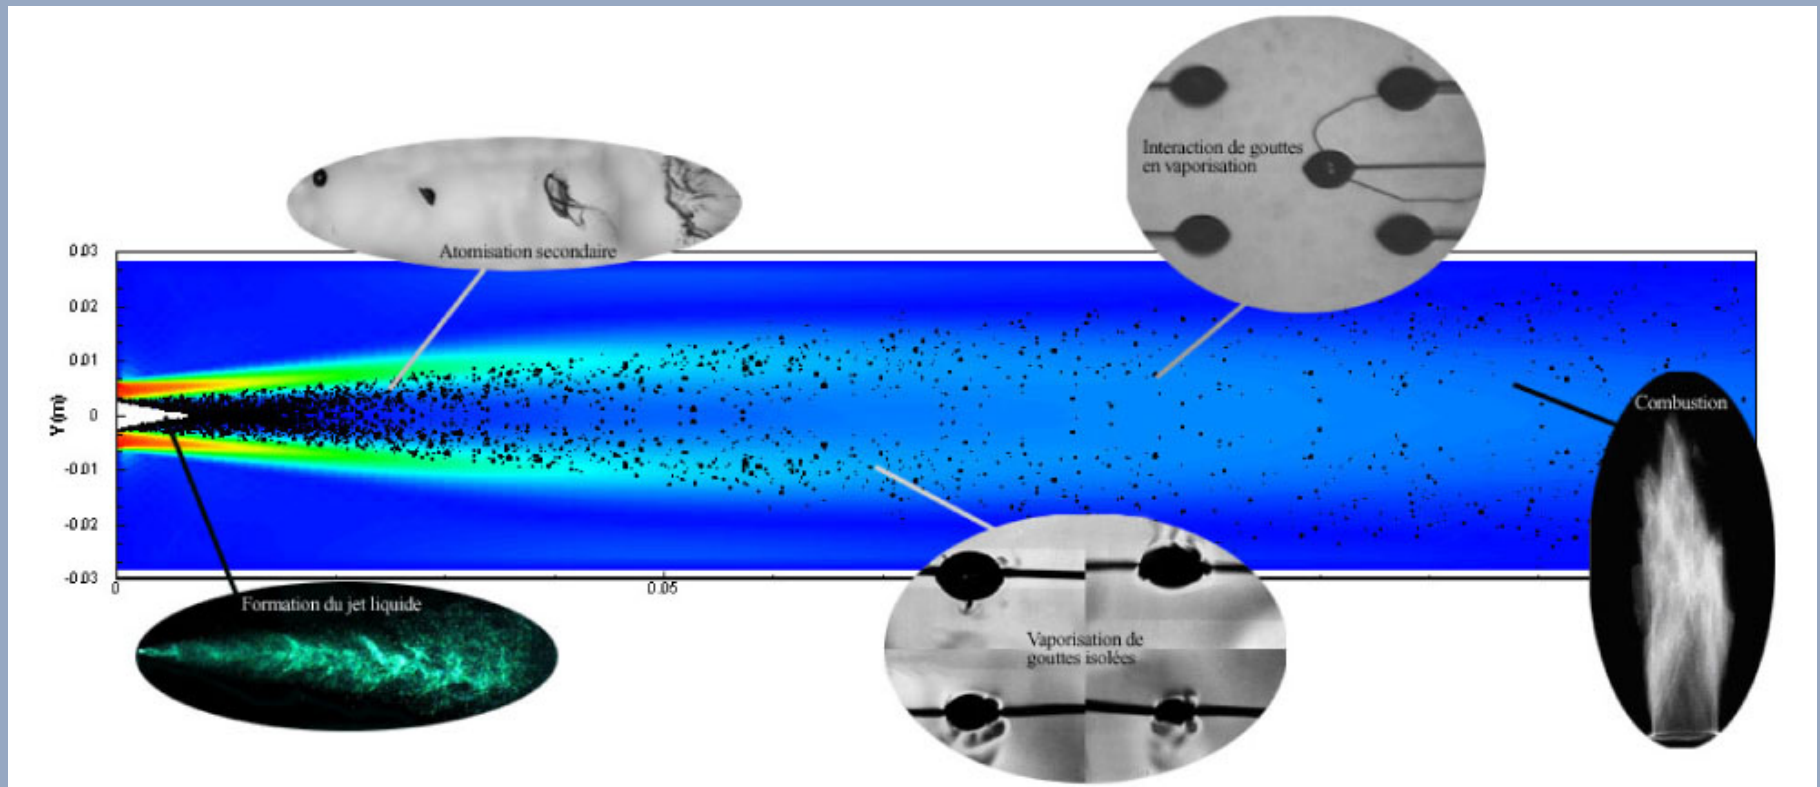 Interaction de gouttes
en vaporisation
Atomisation secondaire
0.03
0.02
0.01
0
-0.01
-0.02
-0.03
Y(m)
0
0.05
Combustion
Formation du jet liquide
Vaporisation de
gouttes isolées